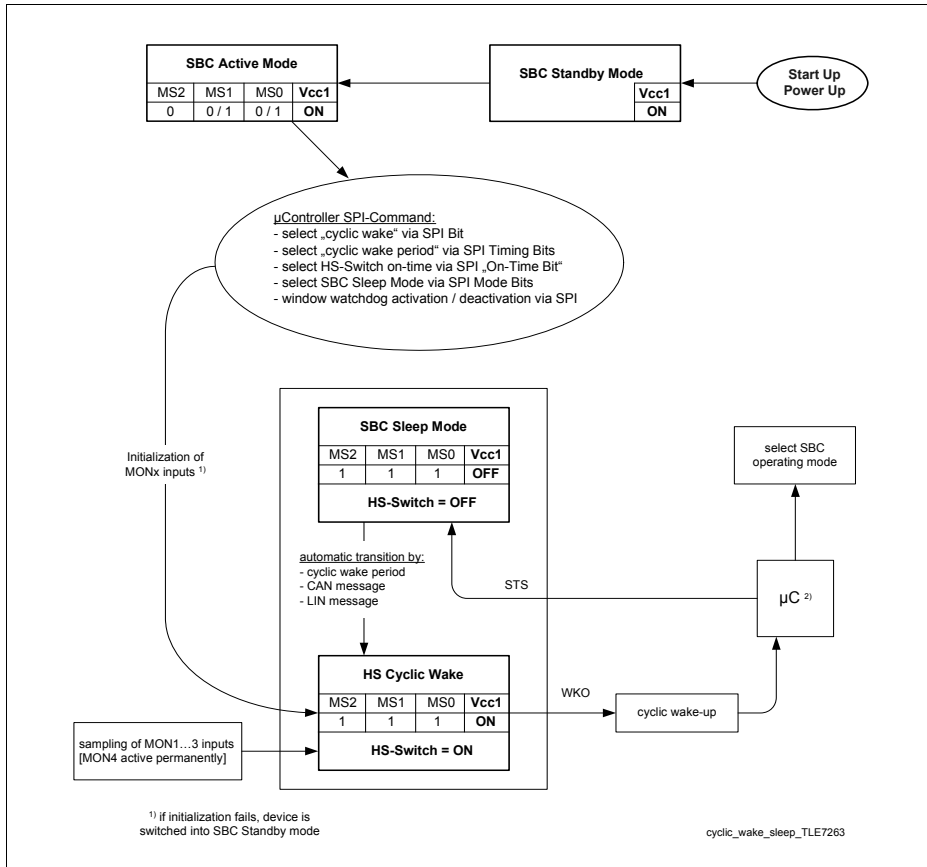 SBC Active Mode
MS2 MS1 MS0 Vcc1
0 0 / 1 0 / 1 ON
SBC Standby Mode
Vcc1
ON
Start Up
Power Up
µController SPI-Command:
- select „cyclic wake“ via SPI Bit
- select „cyclic wake period“ via SPI Timing Bits
- select HS-Switch on-time via SPI „On-Time Bit“
- select SBC Sleep Mode via SPI Mode Bits
- window watchdog activation / deactivation via SPI
Initialization of
MONx inputs 1)
SBC Sleep Mode
MS2 MS1 MS0 Vcc1
1 1 1 OFF
HS-Switch = OFF
automatic transition by:
- cyclic wake period
- CAN message
- LIN message
STS
select SBC
operating mode
µC 2)
HS Cyclic Wake
MS2 MS1 MS0 Vcc1
1 1 1 ON
HS-Switch = ON
WKO
cyclic wake-up
sampling of MON1...3 inputs
[MON4 active permanently]
1) if initialization fails, device is
switched into SBC Standby mode
cyclic_wake_sleep_TLE7263